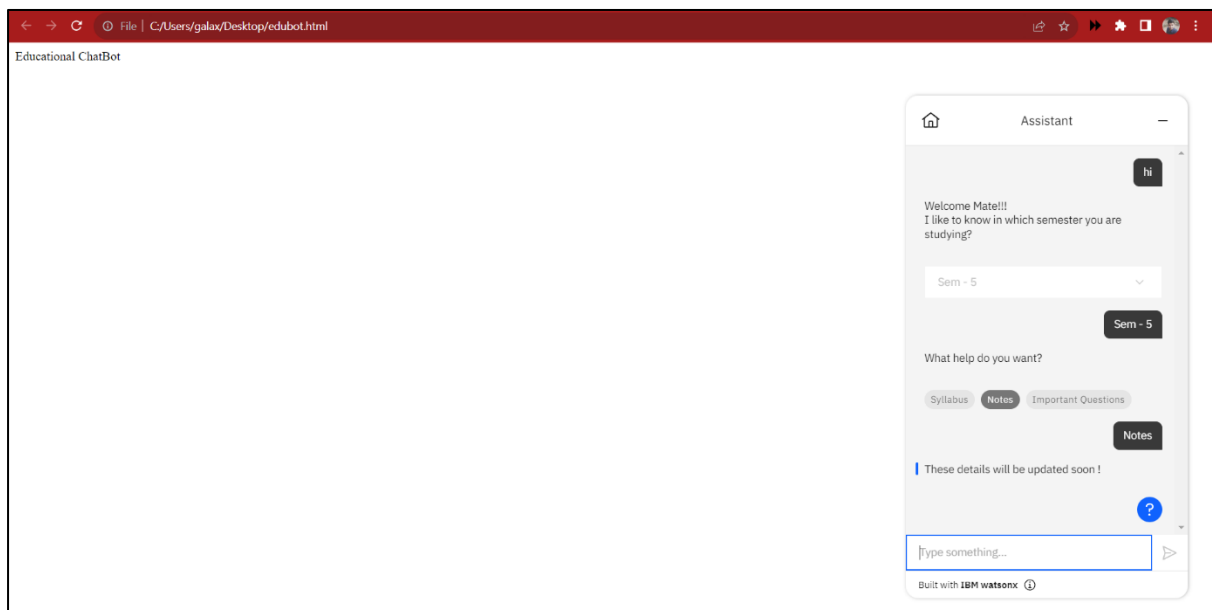 File | C:/Users/galax/Desktop/edubot.html
Educational ChatBot
Assistant
hi
Welcome Mate!!!
I like to know in which semester you are
studying?
Sem - 5
Sem - 5
What help do you want?
Syllabus Notes Important Questions
Notes
These details will be updated soon !
?
Type something...
Built with IBM watsonx